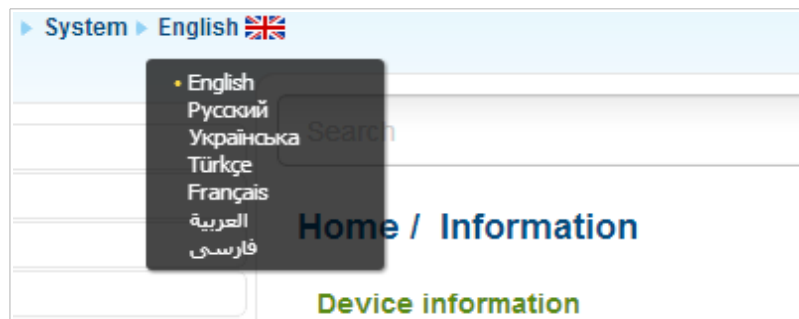 System English
• English
Русский
Українська
Türkçe
Français
العربية
فارسی
Search
Home / Information
Device information